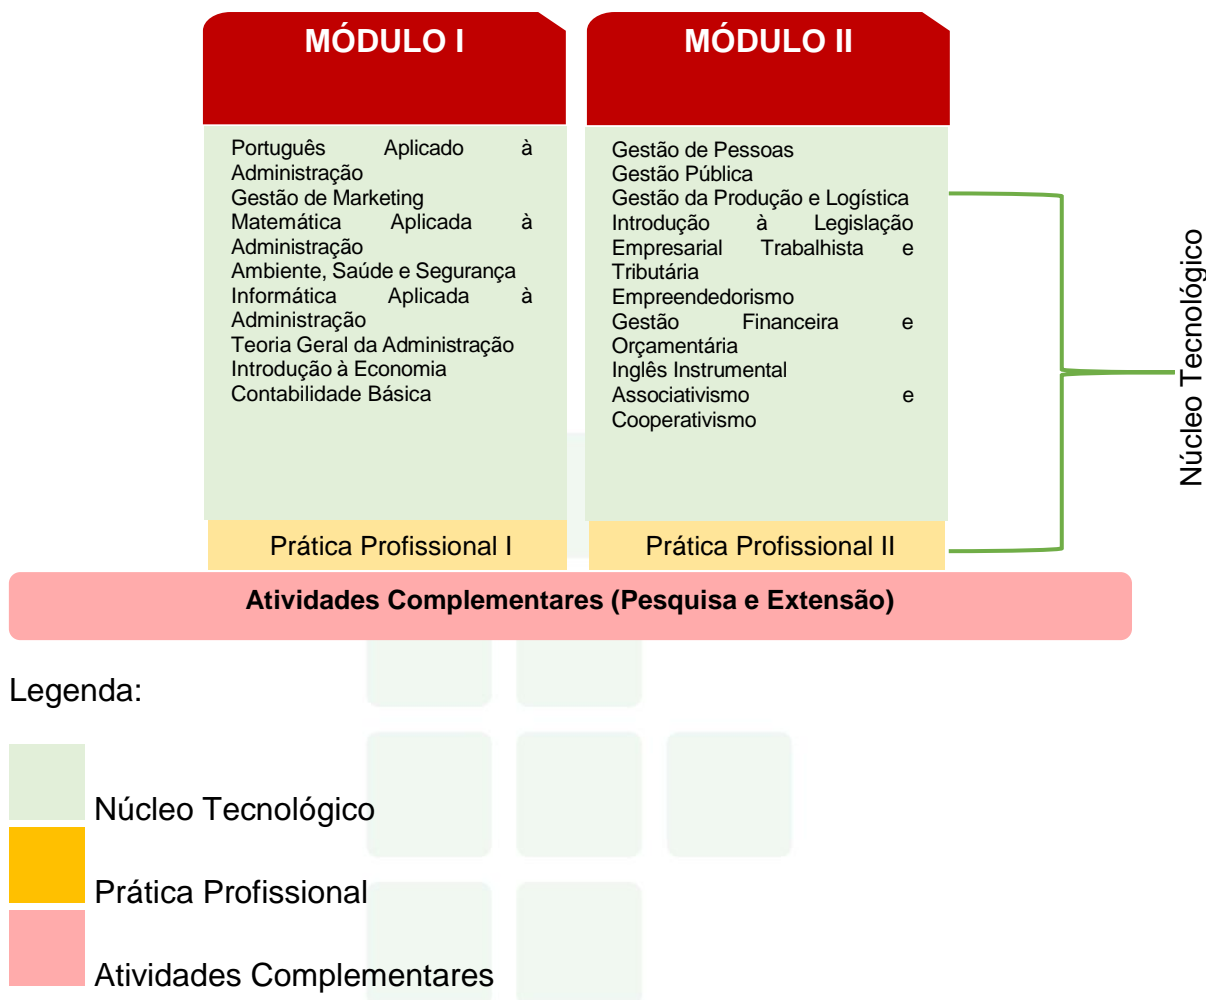 MÓDULO I
Português Aplicado à
Administração
Gestão de Marketing
Matemática Aplicada à
Administração
Ambiente, Saúde e Segurança
Informática Aplicada à
Administração
Teoria Geral da Administração
Introdução à Economia
Contabilidade Básica
Prática Profissional I
MÓDULO II
Gestão de Pessoas
Gestão Pública
Gestão da Produção e Logística
Introdução à Legislação
Empresarial Trabalhista e
Tributária
Empreendedorismo
Gestão Financeira e
Orçamentária
Inglês Instrumental
Associativismo e
Cooperativismo
Prática Profissional II
Núcleo Tecnológico
Atividades Complementares (Pesquisa e Extensão)
Legenda:
Núcleo Tecnológico
Prática Profissional
Atividades Complementares